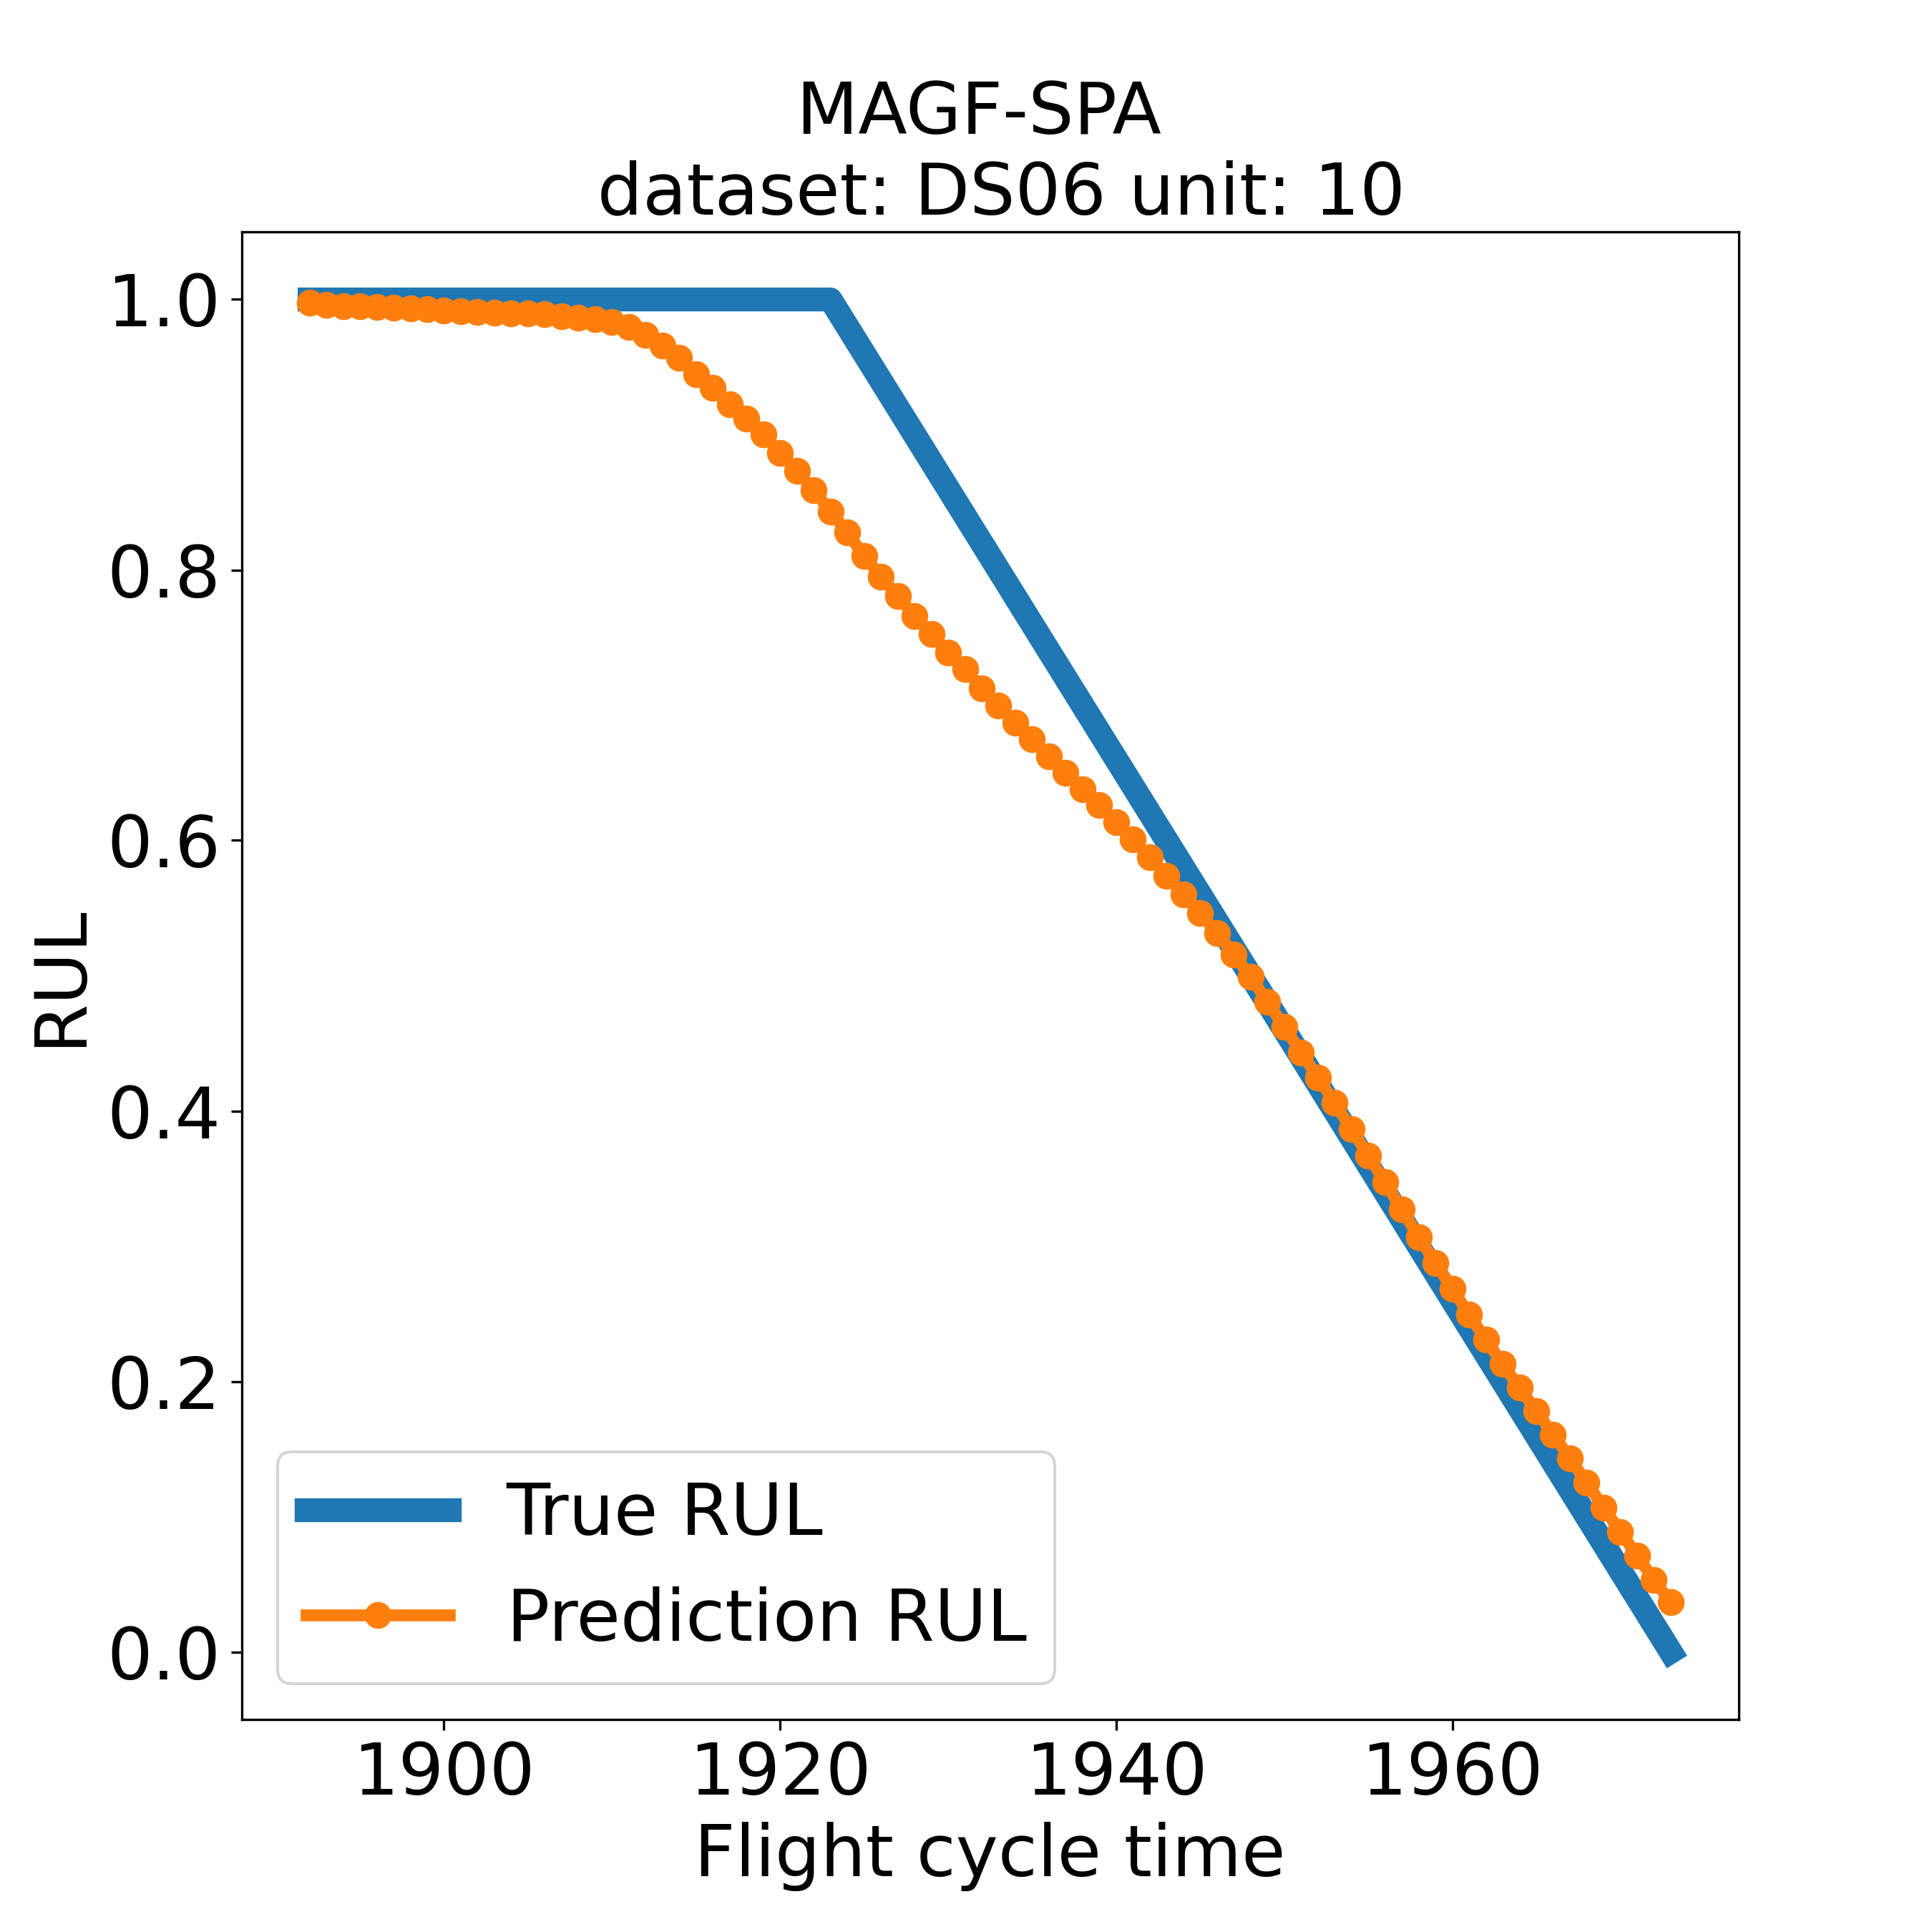 MAGF-SPA
dataset: DS06 unit: 10
1.0
0.8
0.6
0.4
0.2
0.0
RUL
True RUL
Prediction RUL
1900 1920 1940 1960
Flight cycle time